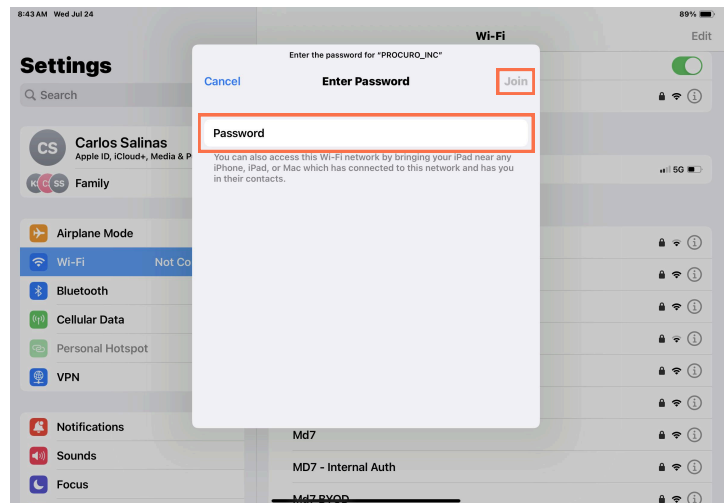 8:43 AM Wed Jul 24
89%
Wi-Fi
Edit
Settings
Search
CS
Carlos Salinas
Apple ID, iCloud+, Media & P
SS
Family
Airplane Mode
Wi-Fi
Not Co
Bluetooth
Cellular Data
Personal Hotspot
VPN
Notifications
Sounds
Focus
Enter the password for “PROCURO_INC”
Cancel
Enter Password
Join
Password
You can also access this Wi-Fi network by bringing your iPad near any
iPhone, iPad, or Mac which has connected to this network and has you
in their contacts.
5G
Md7
MD7 - Internal Auth
Md7 BYOD